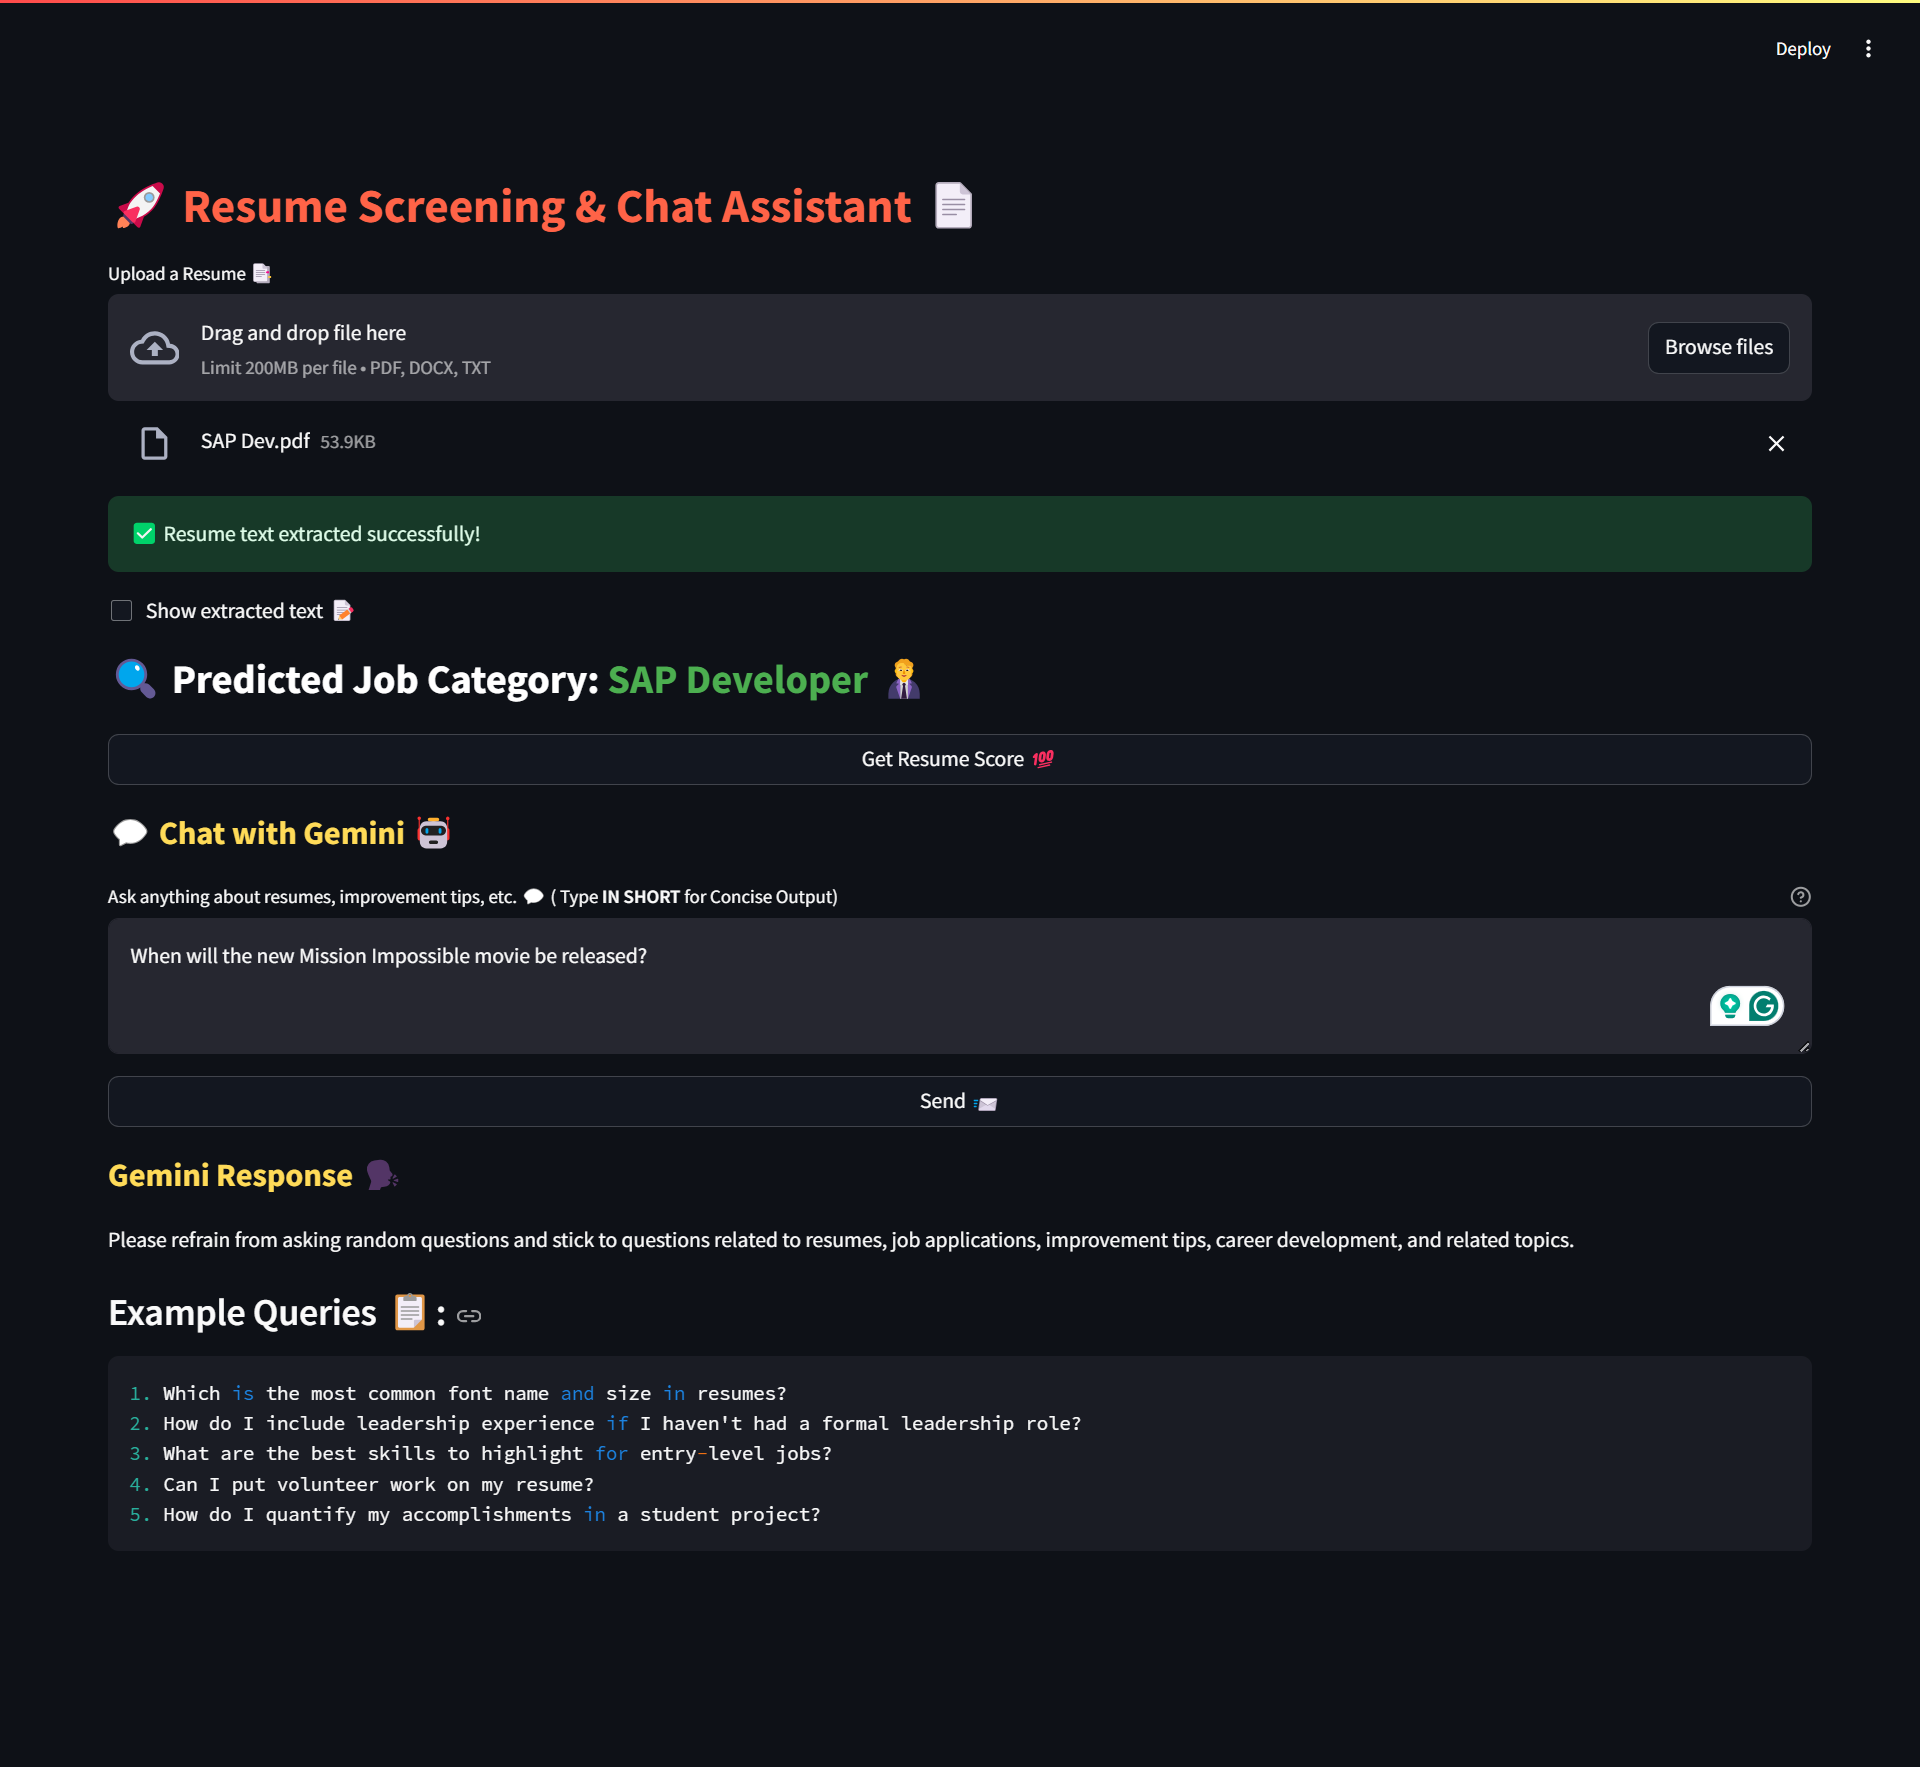 Deploy
🚀 Resume Screening & Chat Assistant 📄
Upload a Resume 📑
Drag and drop file here
Limit 200MB per file • PDF, DOCX, TXT
Browse files
SAP Dev.pdf 53.9KB
✅ Resume text extracted successfully!
Show extracted text 📝
🔍 Predicted Job Category: SAP Developer 👨‍💼
Get Resume Score 💯
💬 Chat with Gemini 🤖
Ask anything about resumes, improvement tips, etc. 💬 ( Type IN SHORT for Concise Output)
When will the new Mission Impossible movie be released?
Send 📨
Gemini Response 🗣️
Please refrain from asking random questions and stick to questions related to resumes, job applications, improvement tips, career development, and related topics.
Example Queries 📋 :
1. Which is the most common font name and size in resumes?
2. How do I include leadership experience if I haven't had a formal leadership role?
3. What are the best skills to highlight for entry-level jobs?
4. Can I put volunteer work on my resume?
5. How do I quantify my accomplishments in a student project?